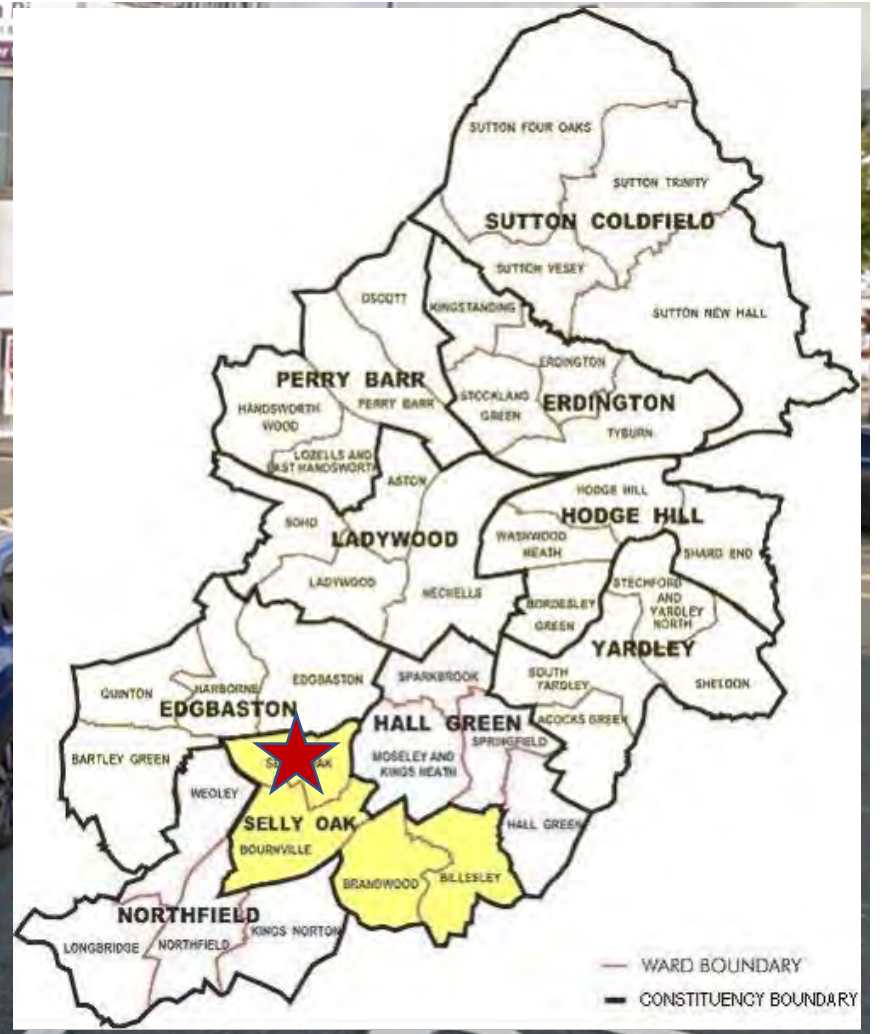 SUTTON FOUR OAKS
SUTTON TRINITY
SUTTON COLDFIELD
SUTTON VESEY
SUTTON NEW HALL
OSCOTT
KINGSTANDING
ERDINGTON
PERRY BARR
PERRY BARR
STOCKLAND
GREEN
ERDINGTON
TYBURN
HANDSWORTH
WOOD
LOZELLS AND
EAST HANDSWORTH
ASTON
HODGE HILL
HODGE HILL
SOHO
LADYWOOD
WASHWOOD
HEATH
SHARD END
LADYWOOD
NECHELLS
BORDESLEY
GREEN
STECHFORD
AND
YARDLEY
NORTH
YARDLEY
QUINTON
HARBORNE
EDGBASTON
EDGBASTON
SPARKBROOK
SOUTH
YARDLEY
SHELDON
ACOCKS GREEN
HALL GREEN
SPRINGFIELD
BARTLEY GREEN
MOSELEY AND
KINGS HEATH
WEOLEY
SELLY OAK
BOURNVILLE
HALL GREEN
BRANDWOOD
BILLESLEY
NORTHFIELD
KINGS NORTON
LONGBRIDGE
NORTHFIELD
WARD BOUNDARY
CONSTITUENCY BOUNDARY